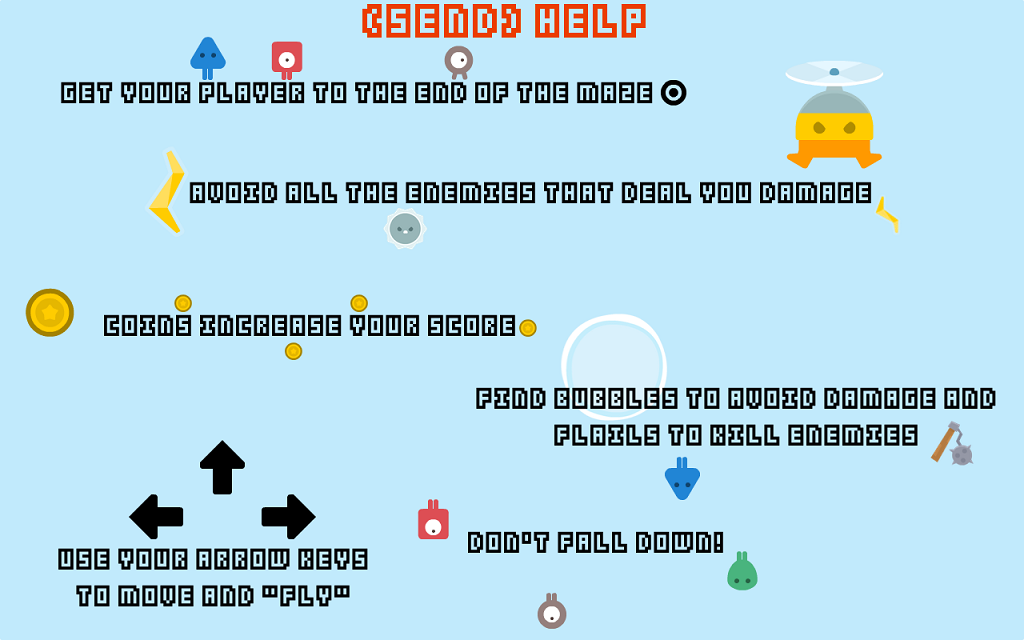 (SEND) HELP
GET YOUR PLAYER TO THE END OF THE MAZE
AVOID ALL THE ENEMIES THAT DEAL YOU DAMAGE
COINS INCREASE YOUR SCORE
FIND BUBBLES TO AVOID DAMAGE AND
FLAILS TO KILL ENEMIES
DON'T FALL DOWN!
USE YOUR ARROW KEYS
TO MOVE AND "FLY"